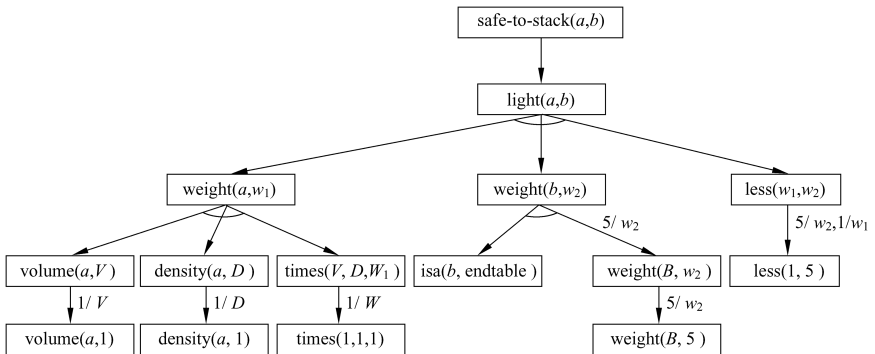 safe-to-stack(a,b)
light(a,b)
weight(a,w₁)
weight(b,w₂)
less(w₁,w₂)
5/ w₂
5/ w₂,1/w₁
volume(a,V )
density(a, D )
times(V, D,W₁ )
isa(b, endtable )
weight(B, w₂ )
less(1, 5 )
1/ V
1/ D
1/ W
5/ w₂
volume(a,1)
density(a, 1)
times(1,1,1)
weight(B, 5 )